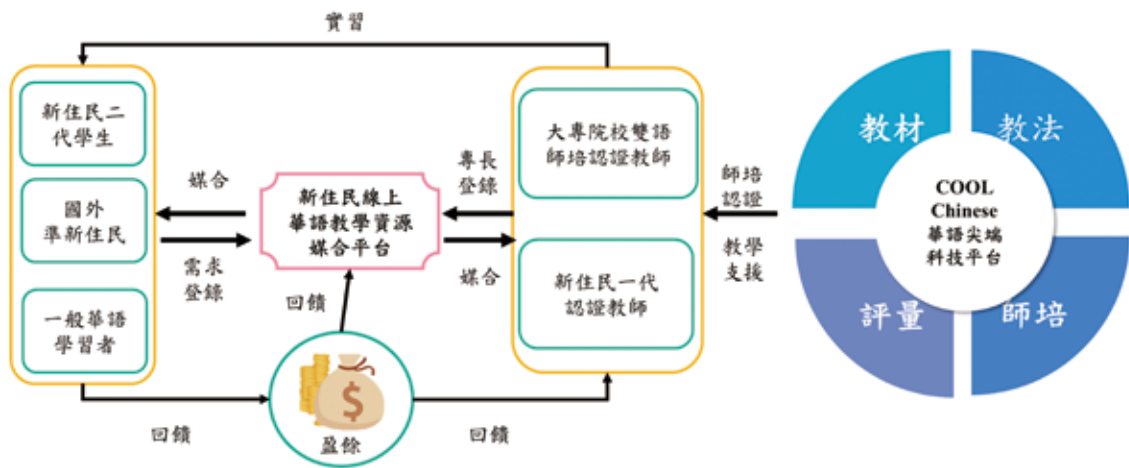 實習
新住民二
代學生
國外
準新住民
一般華語
學習者
媒合
需求
登錄
新住民線上
華語教學資源
媒合平台
專長
登錄
媒合
大專院校雙語
師培認證教師
新住民一代
認證教師
師培
認證
教學
支援
教材
教法
COOL
Chinese
華語尖端
科技平台
評量
師培
回饋
$
盈餘
回饋
回饋